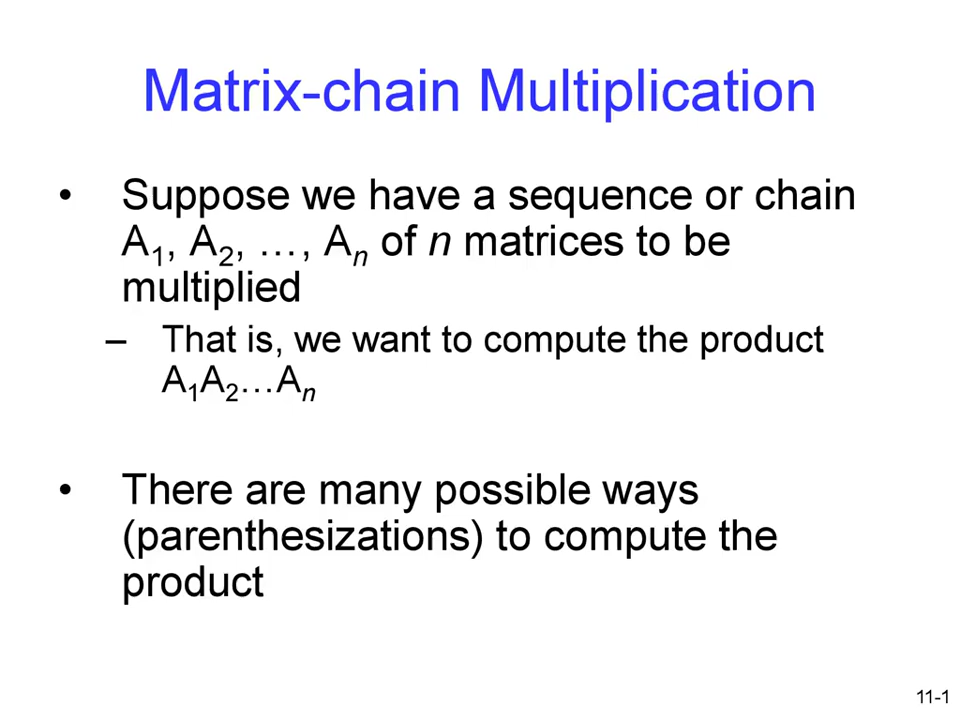 Matrix-chain Multiplication
• Suppose we have a sequence or chain
A₁, A₂, …, Aₙ of n matrices to be
multiplied
– That is, we want to compute the product
A₁A₂…Aₙ
• There are many possible ways
(parenthesizations) to compute the
product
11-1